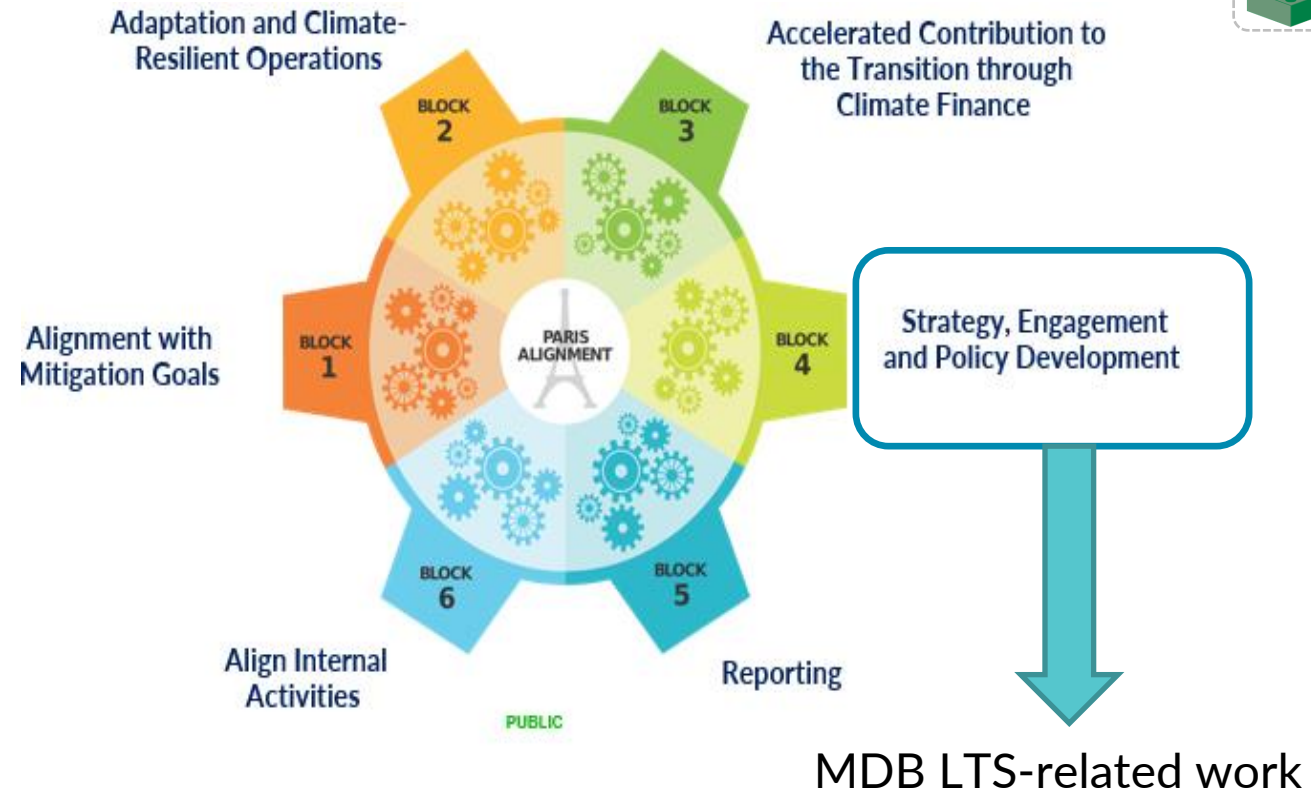 Adaptation and Climate-
Resilient Operations
Accelerated Contribution to
the Transition through
Climate Finance
BLOCK
2
BLOCK
3
Alignment with
Mitigation Goals
BLOCK
1
PARIS
ALIGNMENT
BLOCK
4
Strategy, Engagement
and Policy Development
BLOCK
6
BLOCK
5
Align Internal
Activities
Reporting
PUBLIC
MDB LTS-related work